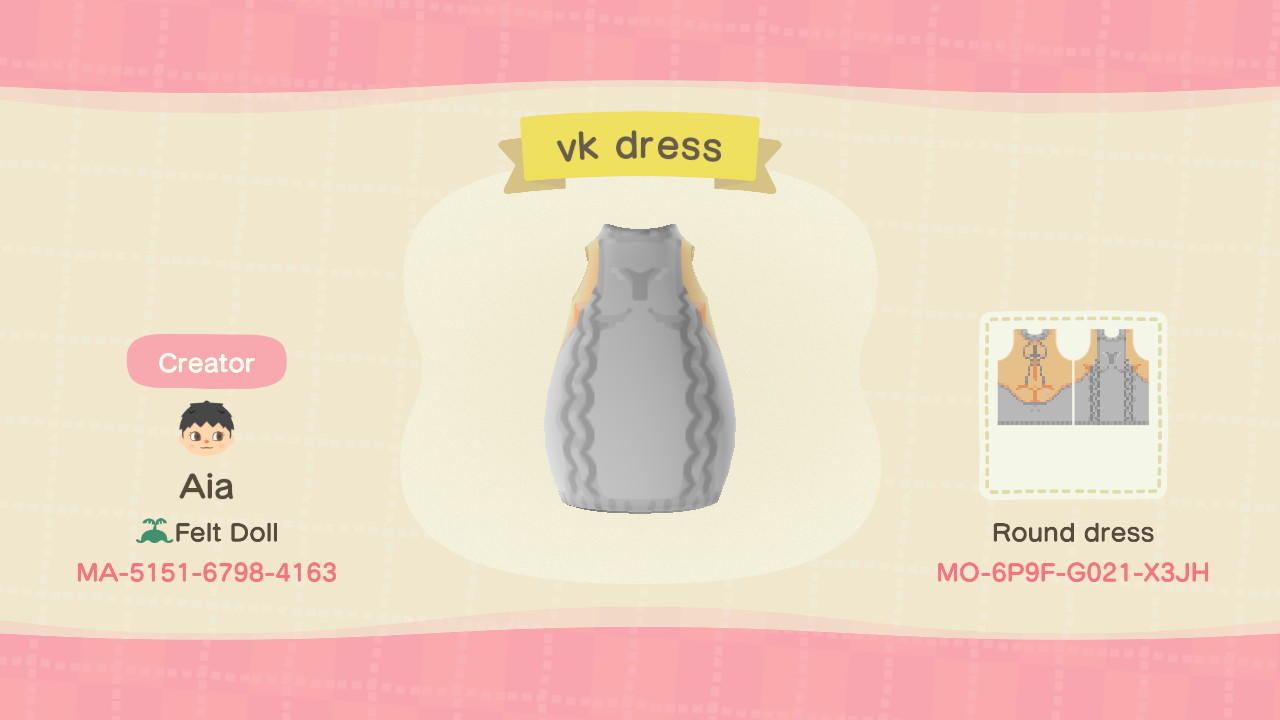 vk dress
Creator
Aia
Felt Doll
MA-5151-6798-4163
Round dress
MO-6P9F-G021-X3JH